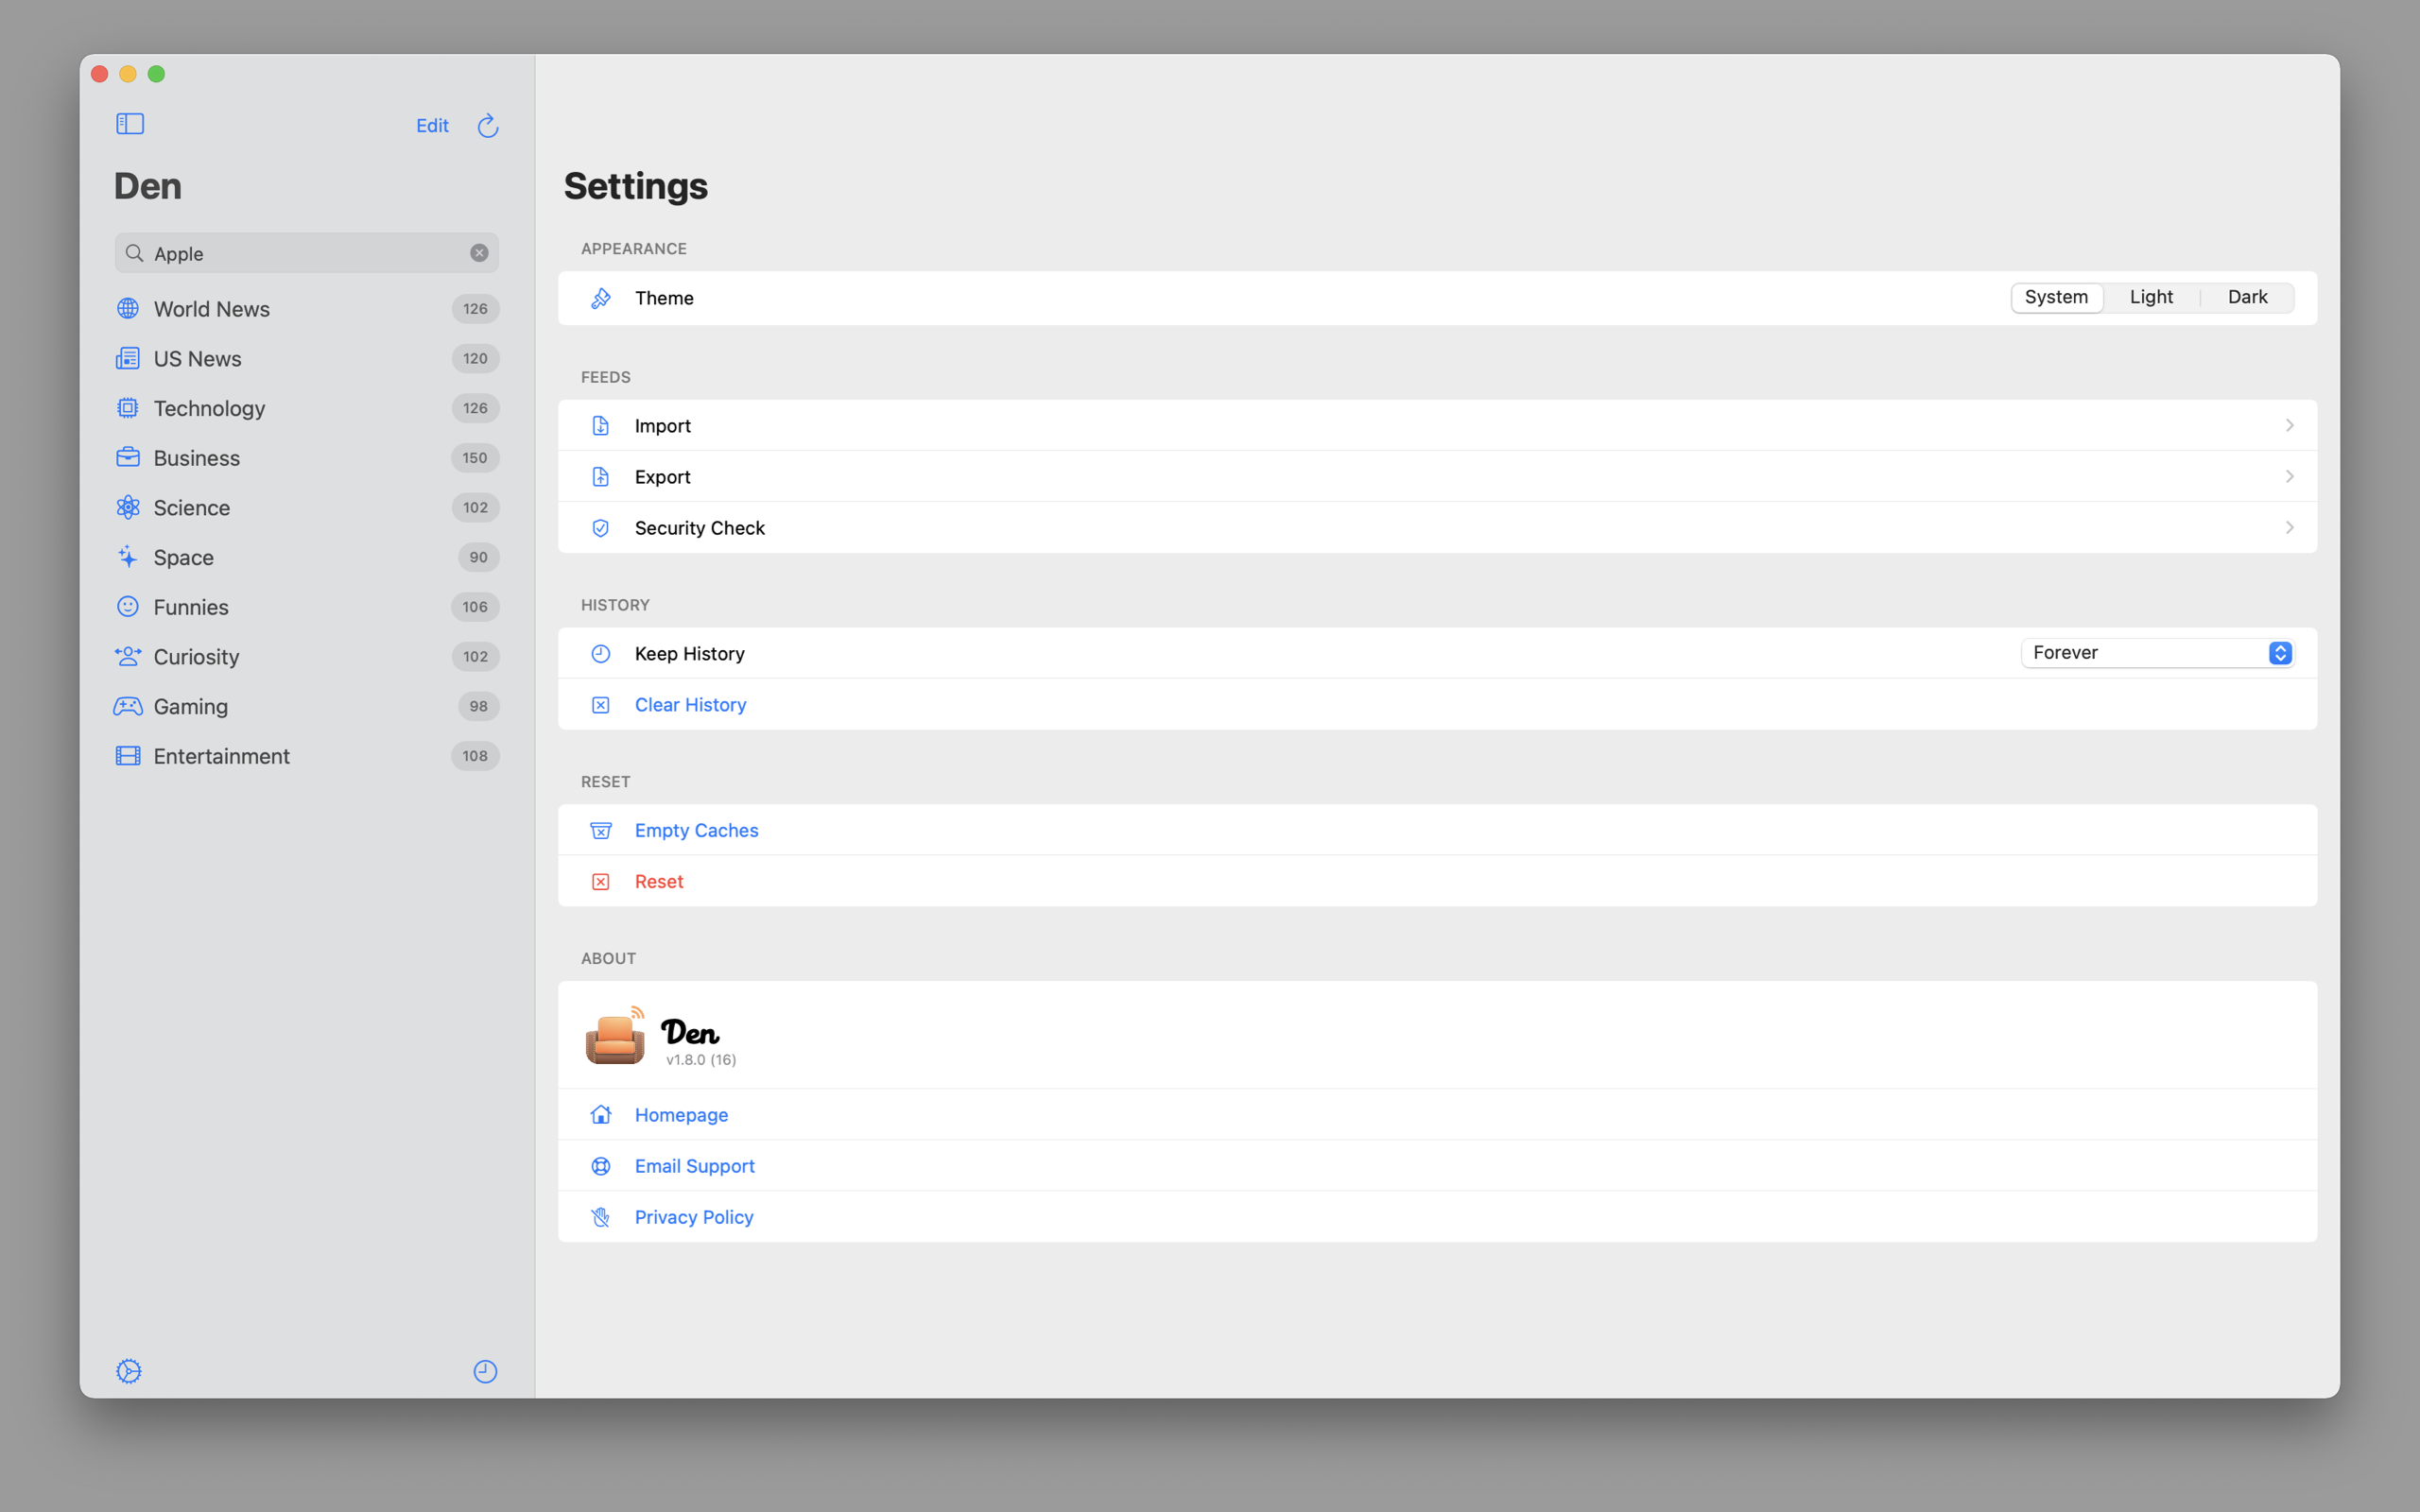 Edit
Den
Apple
World News 126
US News 120
Technology 126
Business 150
Science 102
Space 90
Funnies 106
Curiosity 102
Gaming 98
Entertainment 108
Settings
APPEARANCE
Theme System Light Dark
FEEDS
Import
Export
Security Check
HISTORY
Keep History Forever
Clear History
RESET
Empty Caches
Reset
ABOUT
Den
v1.8.0 (16)
Homepage
Email Support
Privacy Policy